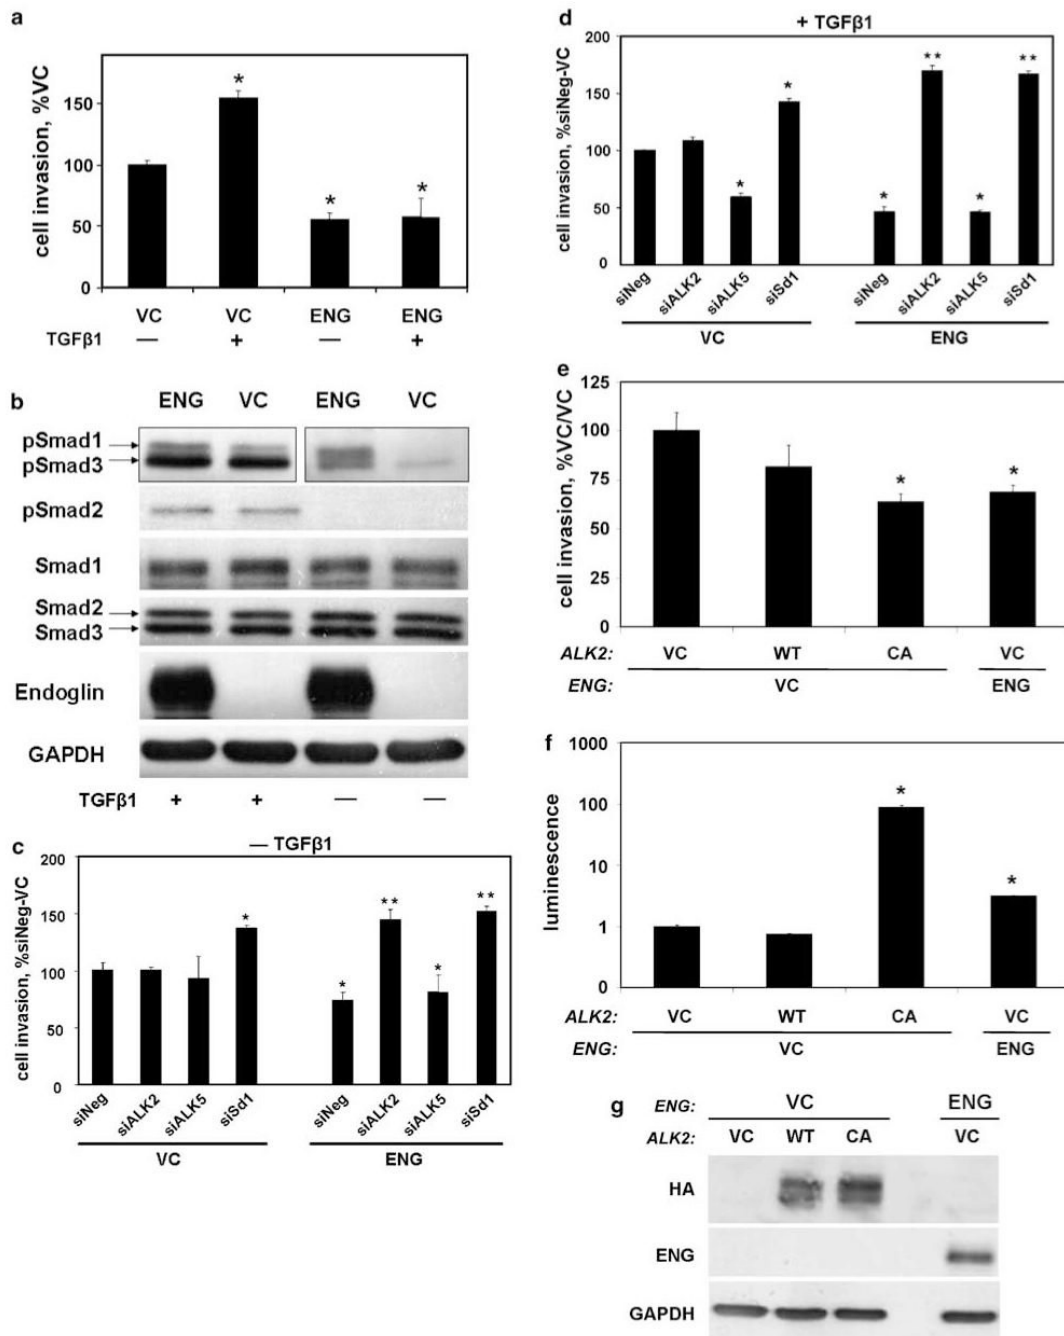 a
cell invasion, %VC
150
100
50
0
*
*
*
VC VC ENG ENG
TGFβ1 — + — +
b
ENG VC ENG VC
pSmad1
pSmad3
pSmad2
Smad1
Smad2
Smad3
Endoglin
GAPDH
TGFβ1 + + — —
c
— TGFβ1
cell invasion, %siNeg-VC
200
150
100
50
0
*
*
**
*
**
siNeg siALK2 siALK5 siSd1 siNeg siALK2 siALK5 siSd1
VC ENG
d
+ TGFβ1
cell invasion, %siNeg-VC
200
150
100
50
0
*
*
*
**
*
**
siNeg siALK2 siALK5 siSd1 siNeg siALK2 siALK5 siSd1
VC ENG
e
cell invasion, %VC/VC
125
100
75
50
25
0
*
*
ALK2: VC WT CA VC
ENG: VC ENG
f
luminescence
1000
100
10
1
0
*
*
ALK2: VC WT CA VC
ENG: VC ENG
g
ENG: VC ENG
ALK2: VC WT CA VC
HA
ENG
GAPDH